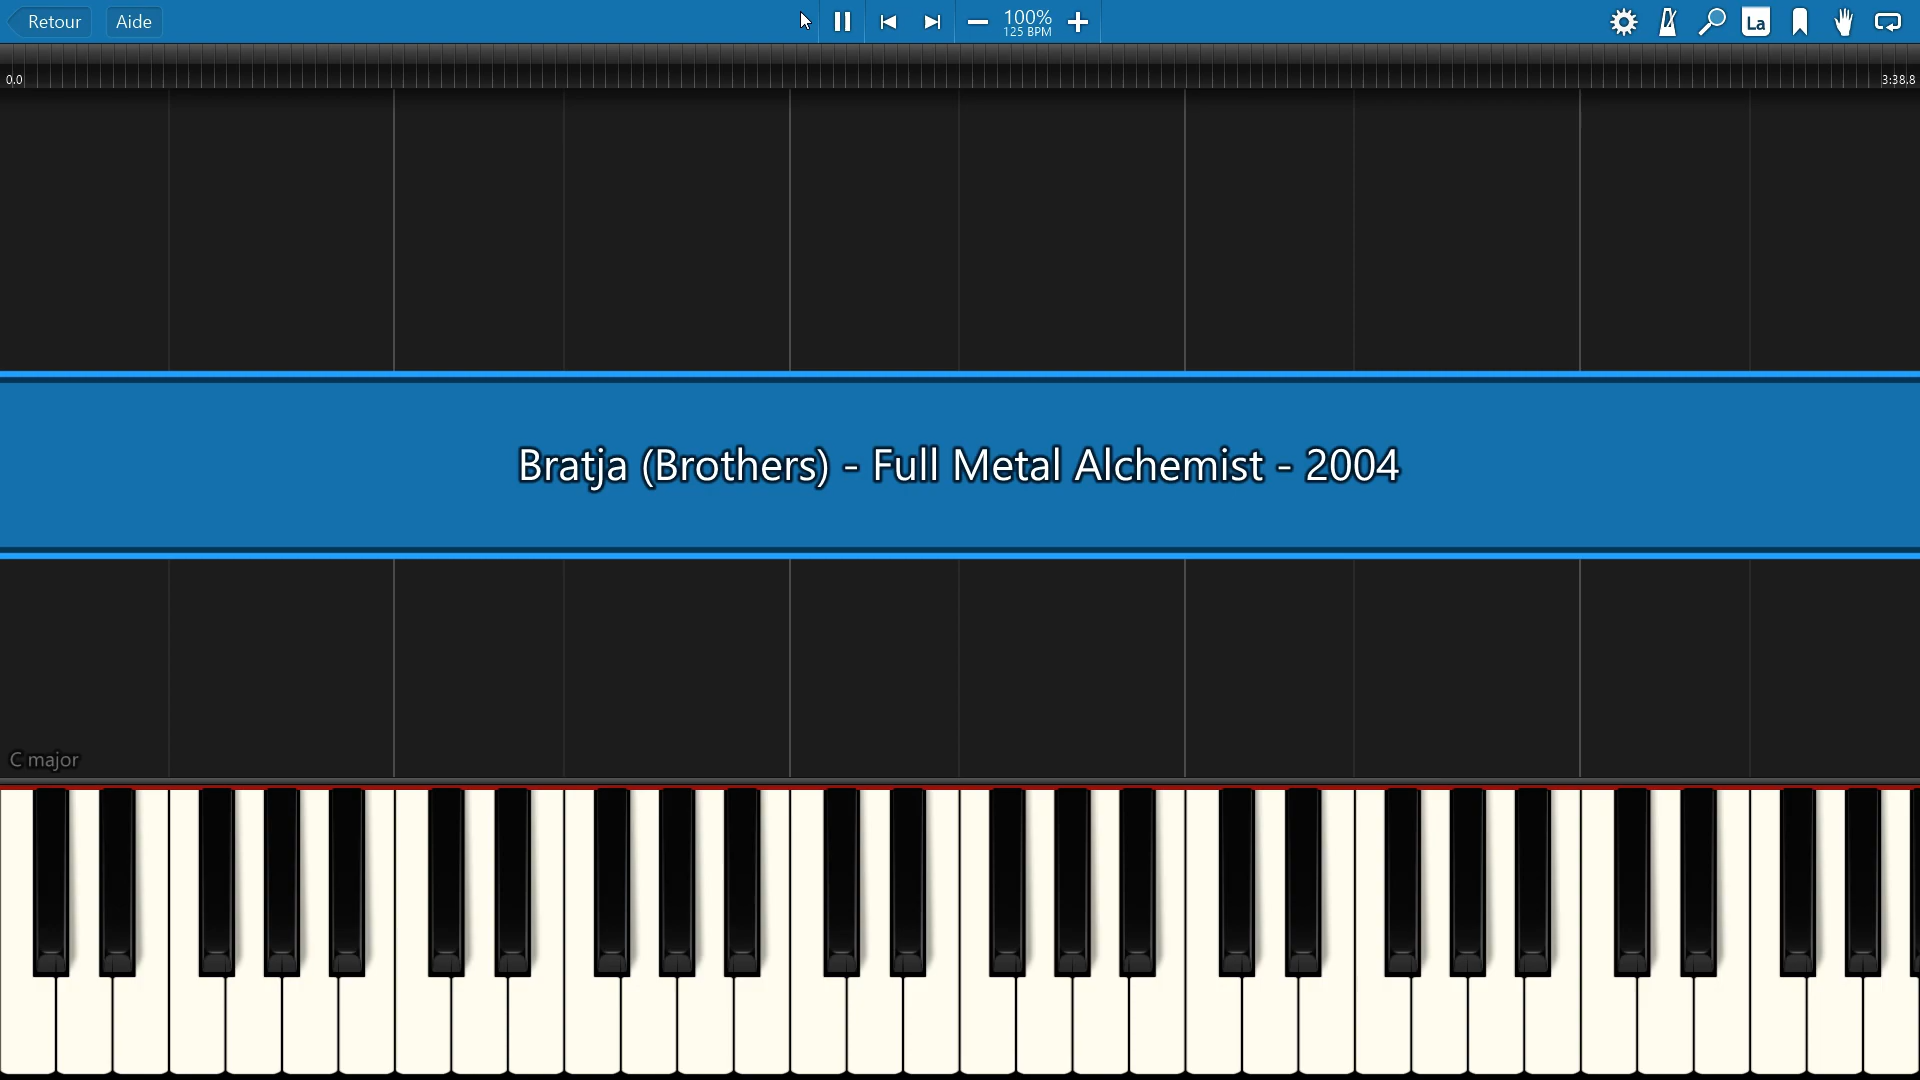 Retour Aide 100% La
125 BPM
0.0 3:38.8
Bratja (Brothers) - Full Metal Alchemist - 2004
C major